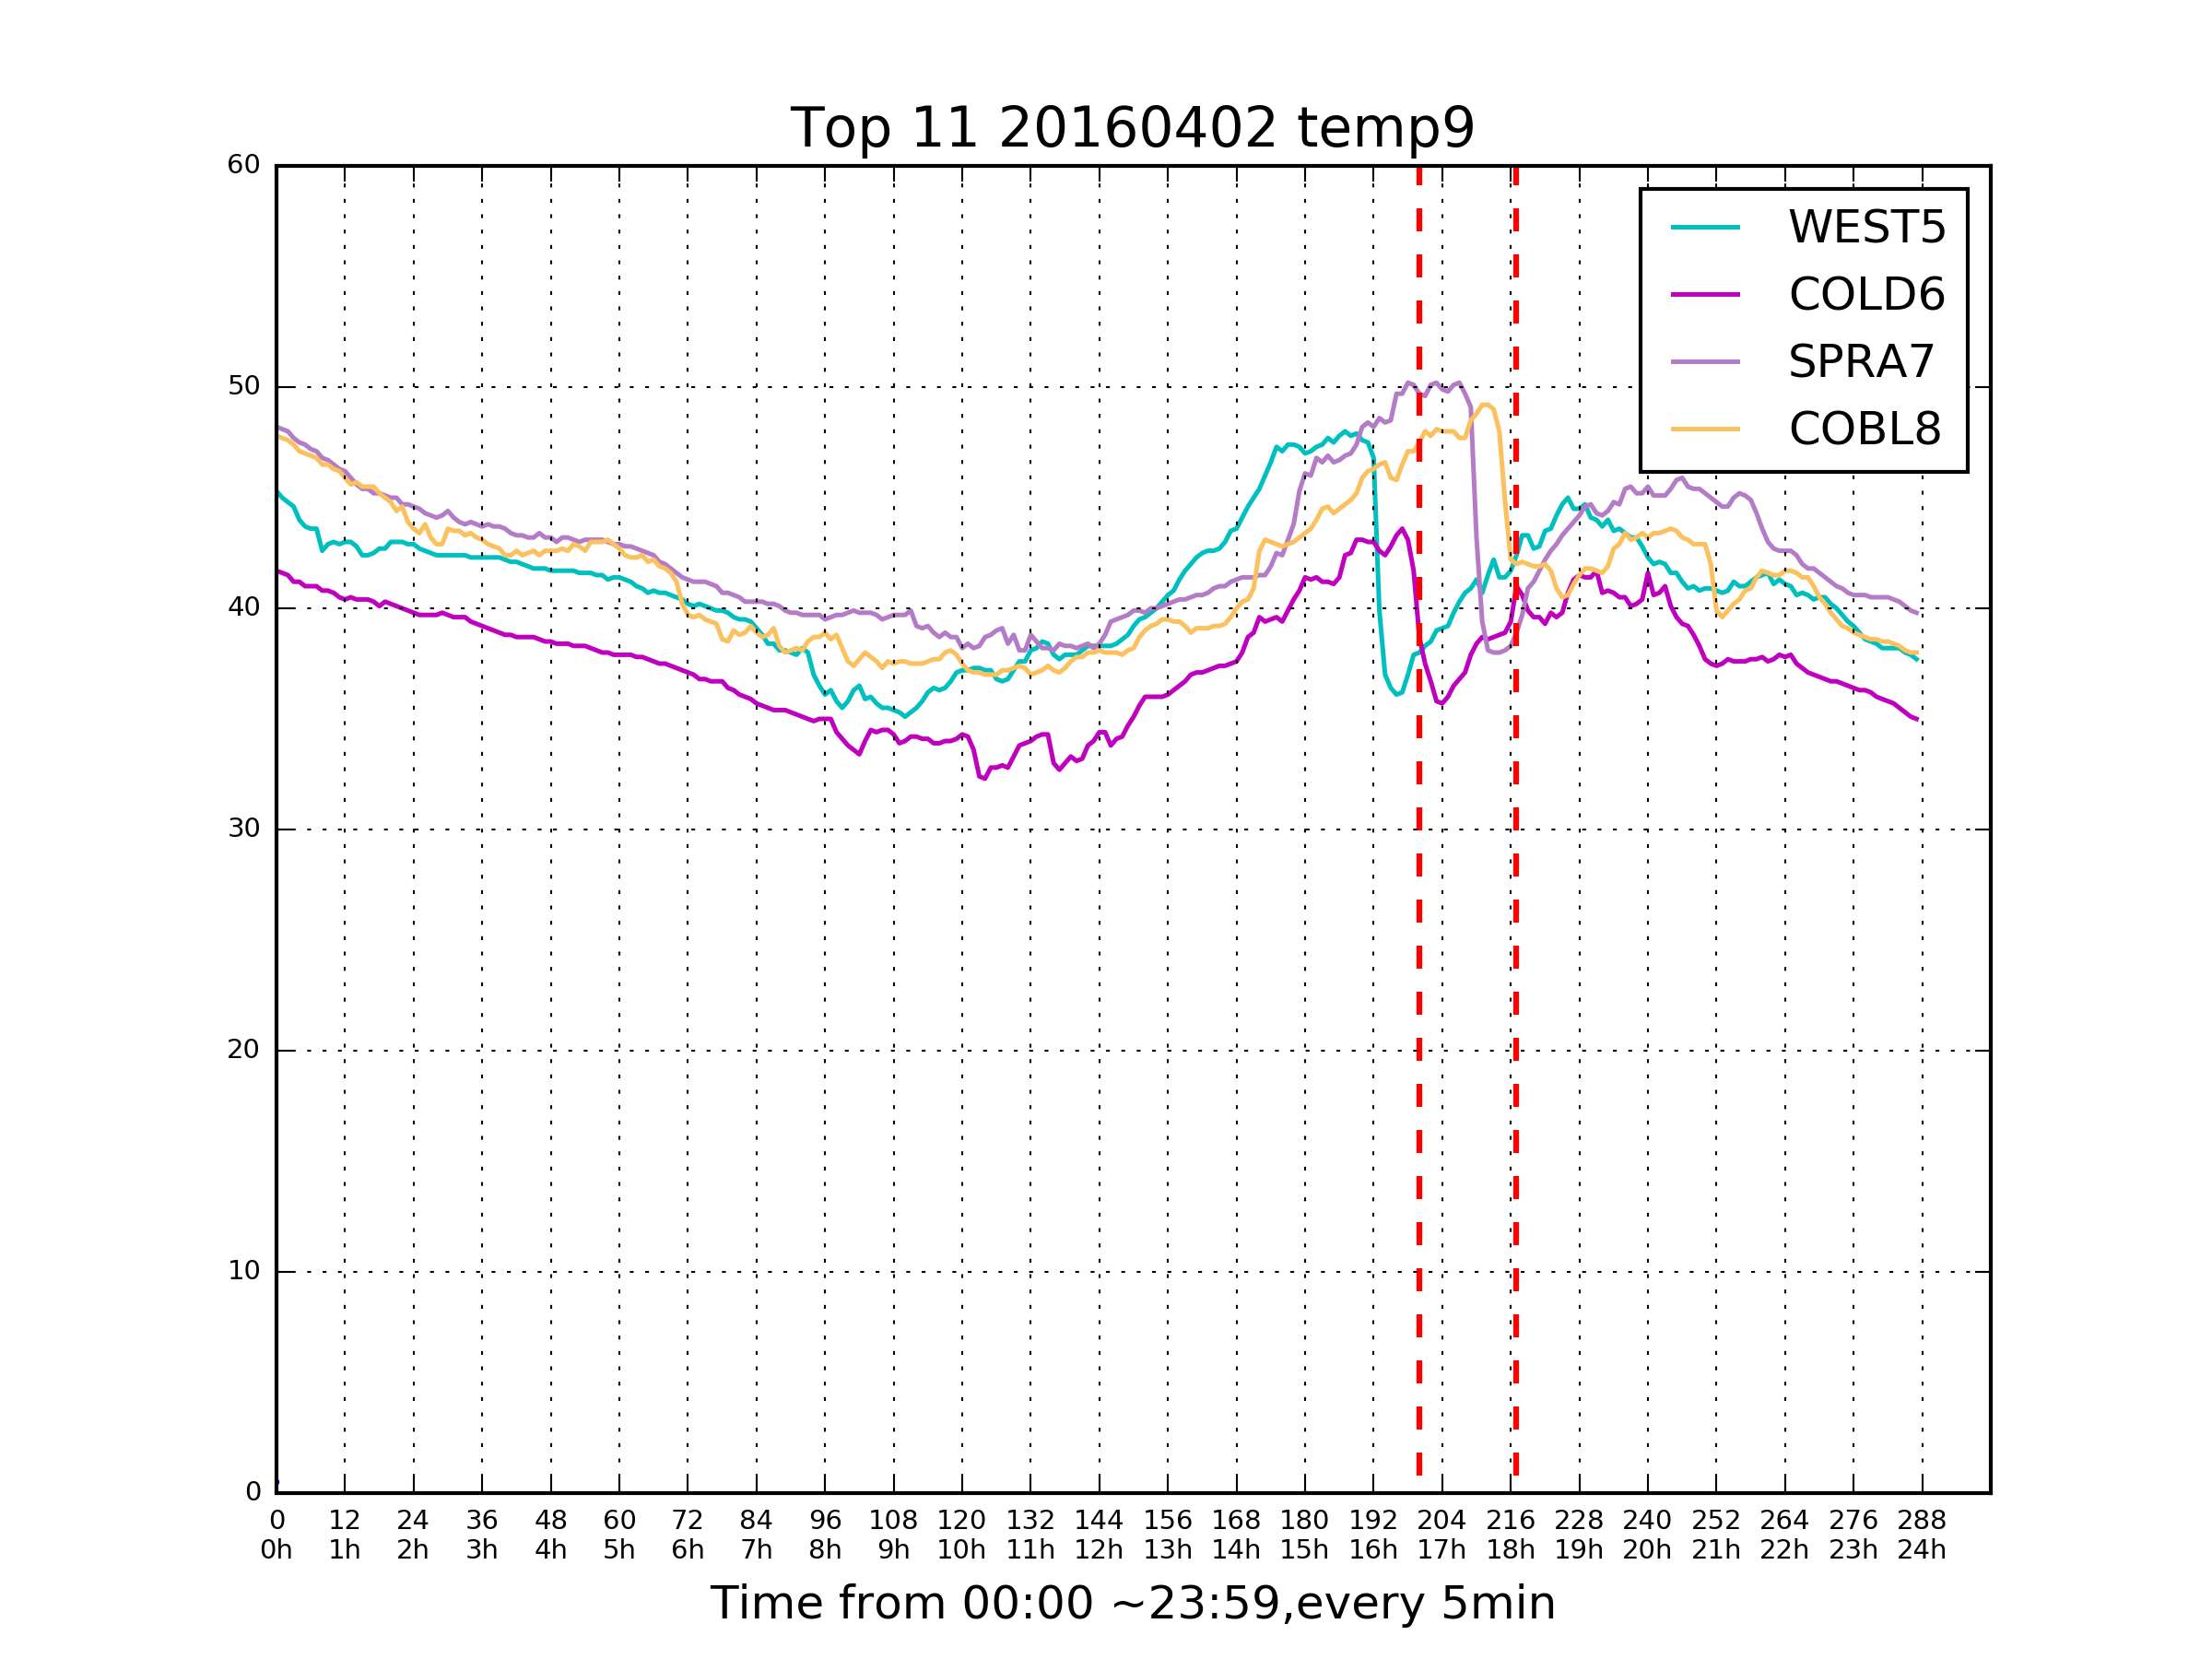 Top 11 20160402 temp9
60
50
40
30
20
10
0
WEST5
COLD6
SPRA7
COBL8
0 12 24 36 48 60 72 84 96 108 120 132 144 156 168 180 192 204 216 228 240 252 264 276 288
0h 1h 2h 3h 4h 5h 6h 7h 8h 9h 10h 11h 12h 13h 14h 15h 16h 17h 18h 19h 20h 21h 22h 23h 24h
Time from 00:00 ~23:59,every 5min